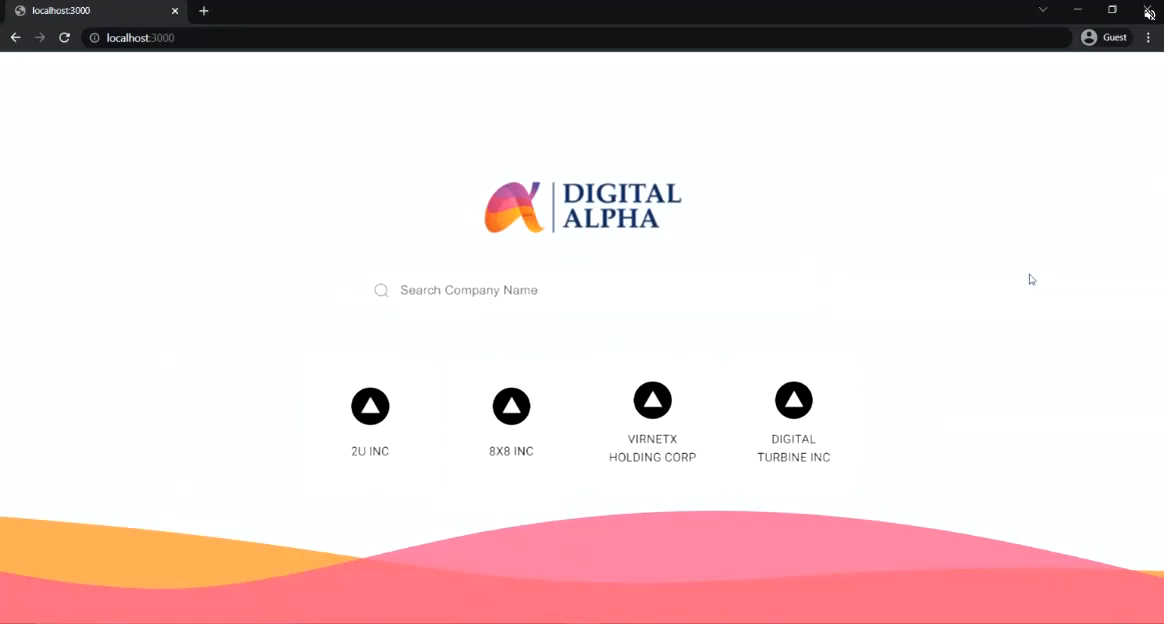 localhost:3000
localhost:3000
Guest
DIGITAL
ALPHA
Search Company Name
2U INC
8X8 INC
VIRNETX
HOLDING CORP
DIGITAL
TURBINE INC